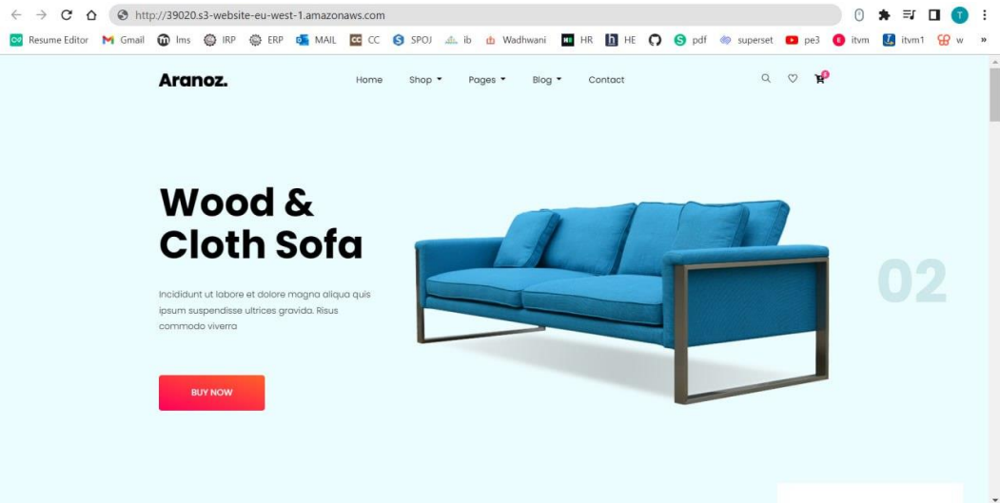 http://39020.s3-website-eu-west-1.amazonaws.com
T
Resume Editor Gmail lms IRP ERP MAIL CC CC SPOJ ib Wadhwani HR HE pdf superset pe3 itvm itvm1 w »
Aranoz. Home Shop Pages Blog Contact
Wood &
Cloth Sofa
02
Incididunt ut labore et dolore magna aliqua quis
ipsum suspendisse ultrices gravida. Risus
commodo viverra
BUY NOW